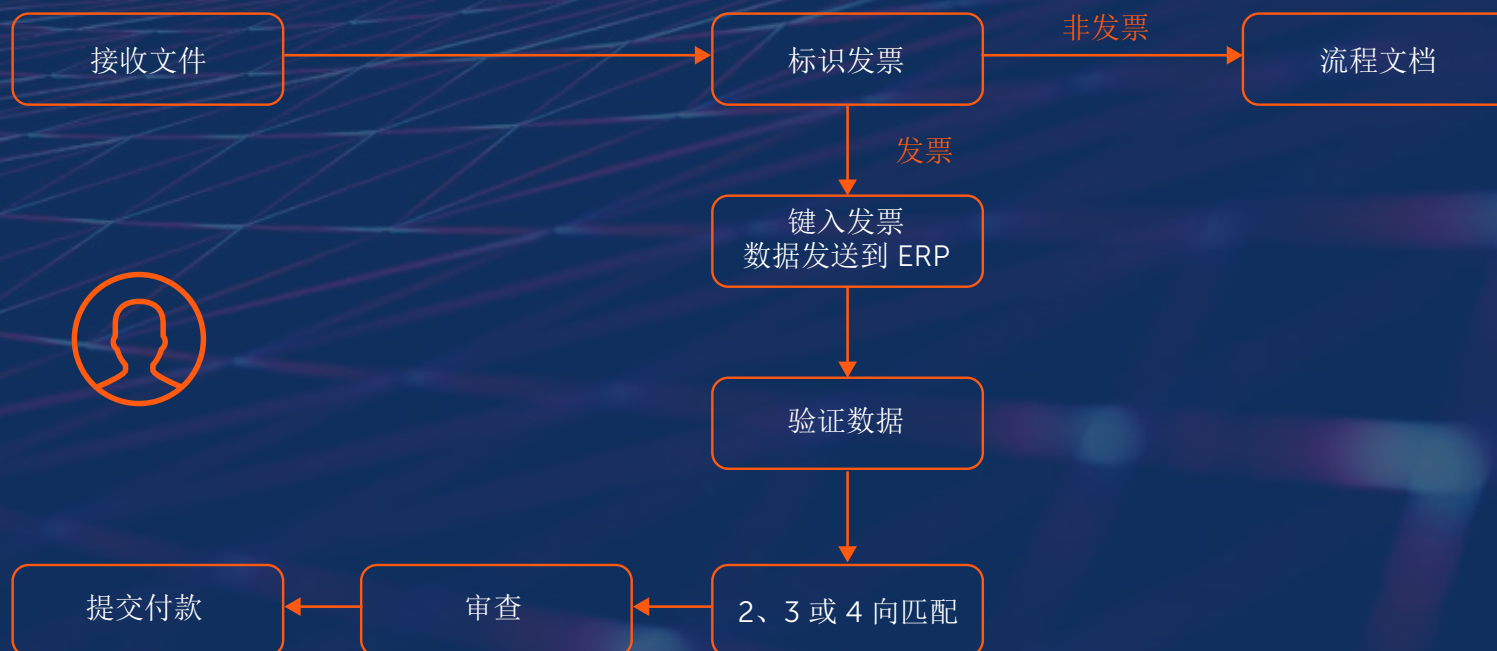 接收文件
标识发票
非发票
流程文档
发票
键入发票
数据发送到 ERP
验证数据
提交付款
审查
2、3 或 4 向匹配